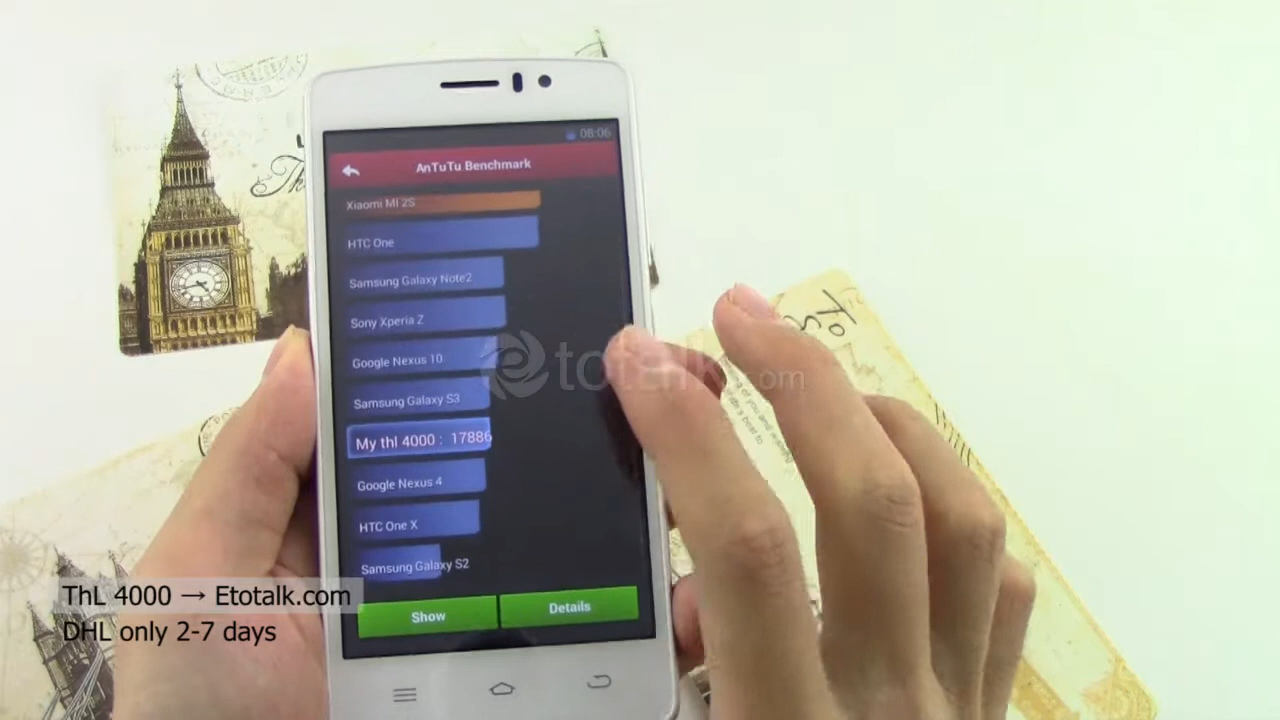 08:06
AnTuTu Benchmark
Xiaomi MI 2S
HTC One
Samsung Galaxy Note2
Sony Xperia Z
Google Nexus 10
Samsung Galaxy S3
My thl 4000 : 17886
Google Nexus 4
HTC One X
Samsung Galaxy S2
Show
Details
etotalk.com
To
ThL 4000 → Etotalk.com
DHL only 2-7 days